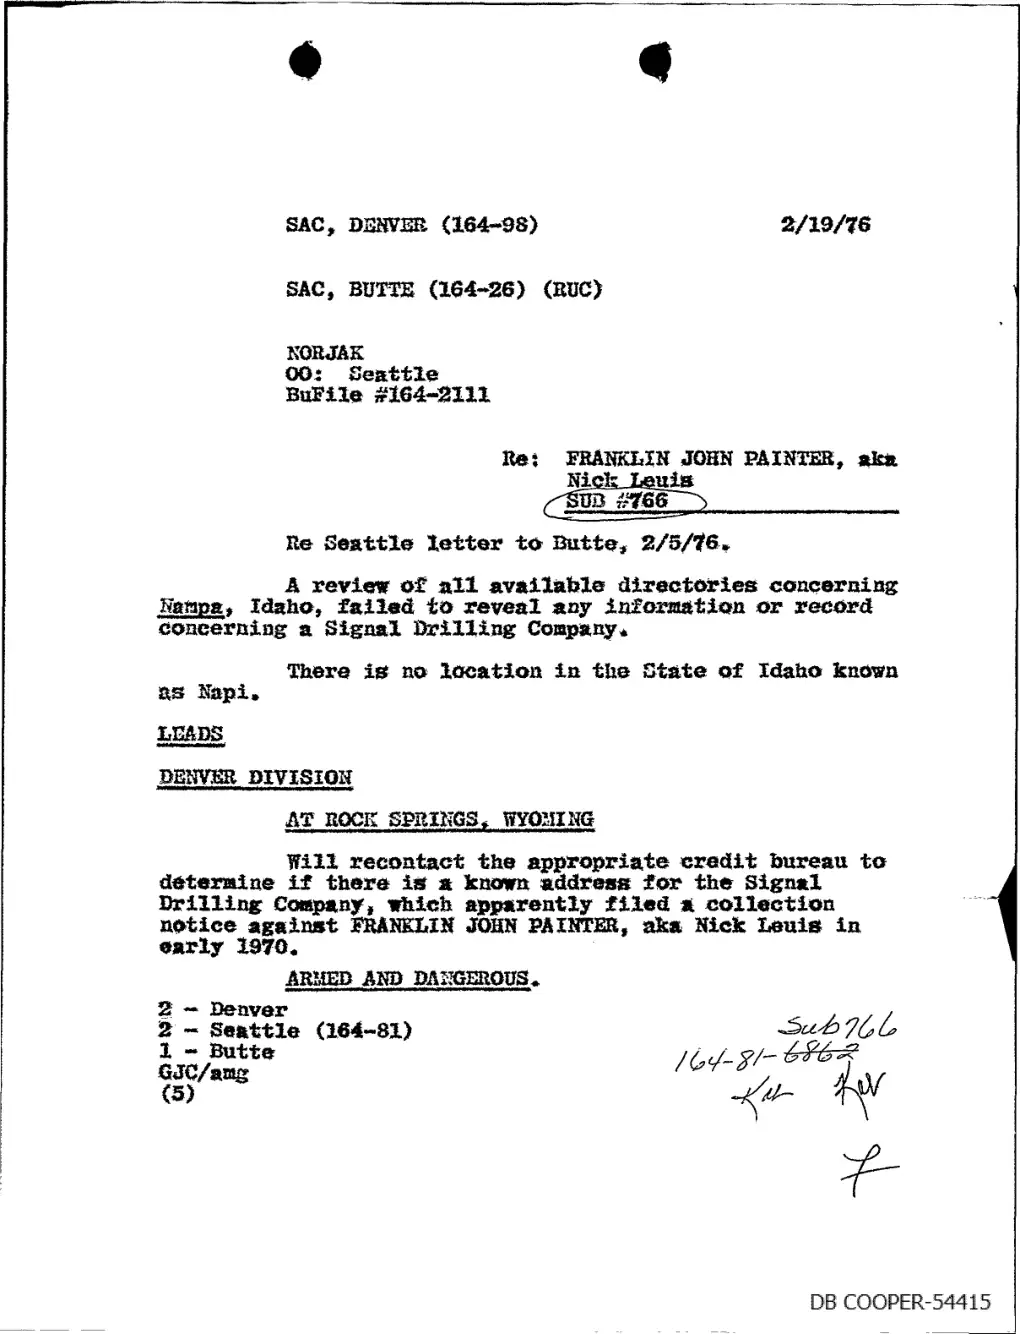 SAC, DENVER (164-98) 2/19/76
SAC, BUTTE (164-26) (RUC)
NORJAK
OO: Seattle
BuFile #164-2111
Re: FRANKLIN JOHN PAINTER, aka
Nick Louis
SUB #766
Re Seattle letter to Butte, 2/5/76.
A review of all available directories concerning
Nampa, Idaho, failed to reveal any information or record
concerning a Signal Drilling Company.
There is no location in the State of Idaho known
as Napi.
LEADS
DENVER DIVISION
AT ROCK SPRINGS, WYOMING
Will recontact the appropriate credit bureau to
determine if there is a known address for the Signal
Drilling Company, which apparently filed a collection
notice against FRANKLIN JOHN PAINTER, aka Nick Louis in
early 1970.
ARMED AND DANGEROUS.
2 - Denver
2 - Seattle (164-81)
1 - Butte
GJC/amg
(5)
Sub 766
164-81-6862
DB COOPER-54415